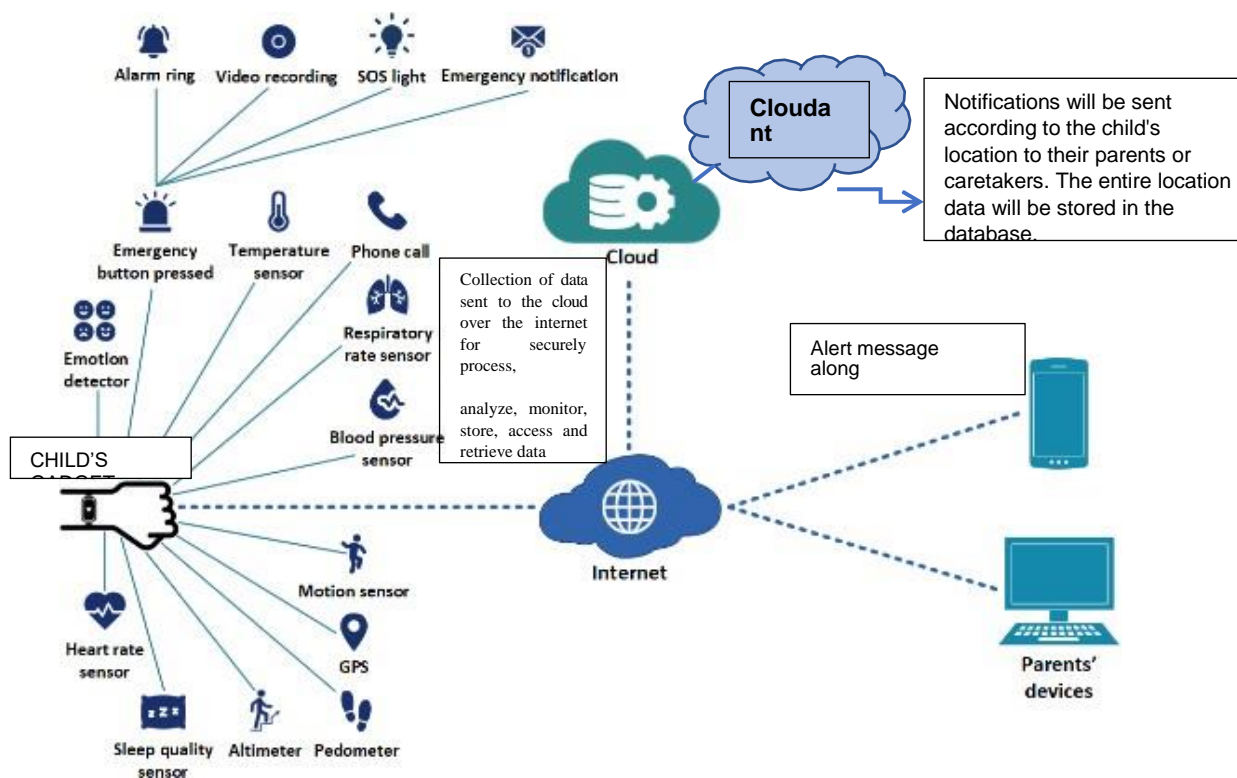 Alarm ring
Video recording
SOS light
Emergency notification
1
Clouda
nt
Notifications will be sent
according to the child's
location to their parents or
caretakers. The entire location
data will be stored in the
database.
Emergency
button pressed
Temperature
sensor
Phone call
Cloud
Collection of data
sent to the cloud
over the internet
for securely
process,
analyze, monitor,
store, access and
retrieve data
Emotion
detector
Respiratory
rate sensor
Alert message
along
Blood pressure
sensor
CHILD'S
GADGET
Internet
Motion sensor
Heart rate
sensor
GPS
Parents'
devices
zzz
Sleep quality
sensor
Altimeter
Pedometer